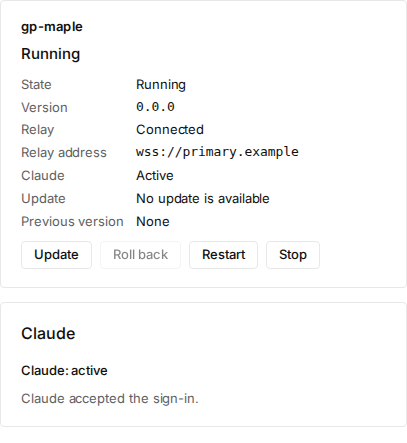 gp-maple
Running
State Running
Version 0.0.0
Relay Connected
Relay address wss://primary.example
Claude Active
Update No update is available
Previous version None
Update Roll back Restart Stop
Claude
Claude: active
Claude accepted the sign-in.